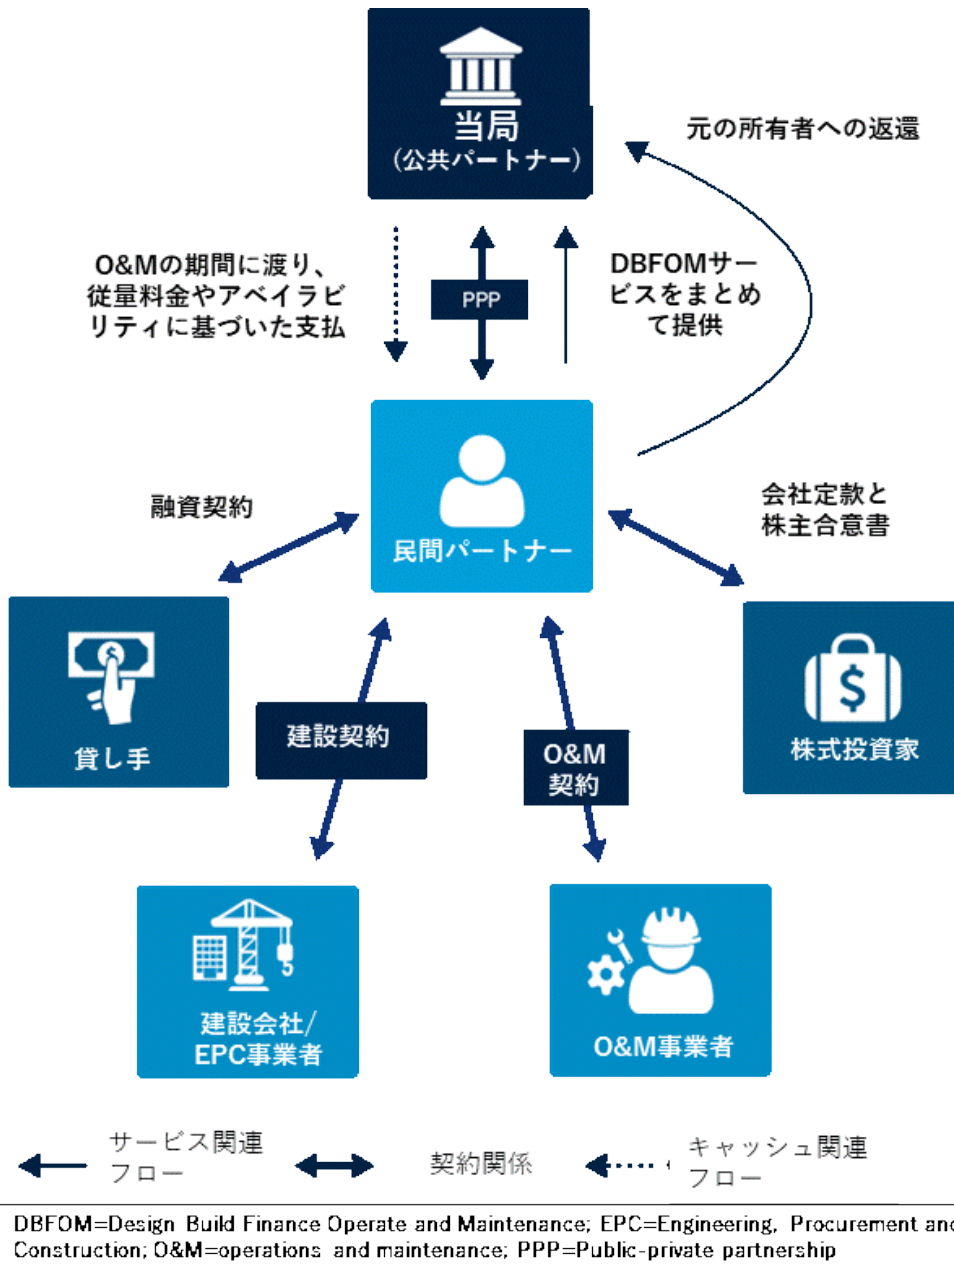 当局
(公共パートナー)
元の所有者への返還
O&Mの期間に渡り、
従量料金やアベイラビ
リティに基づいた支払
PPP
DBFOMサー
ビスをまとめ
て提供
民間パートナー
融資契約
会社定款と
株主合意書
貸し手
建設契約
O&M
契約
株式投資家
建設会社/
EPC事業者
O&M事業者
サービス関連
フロー
契約関係
キャッシュ関連
フロー
DBFOM=Design Build Finance Operate and Maintenance; EPC=Engineering, Procurement and
Construction; O&M=operations and maintenance; PPP=Public-private partnership